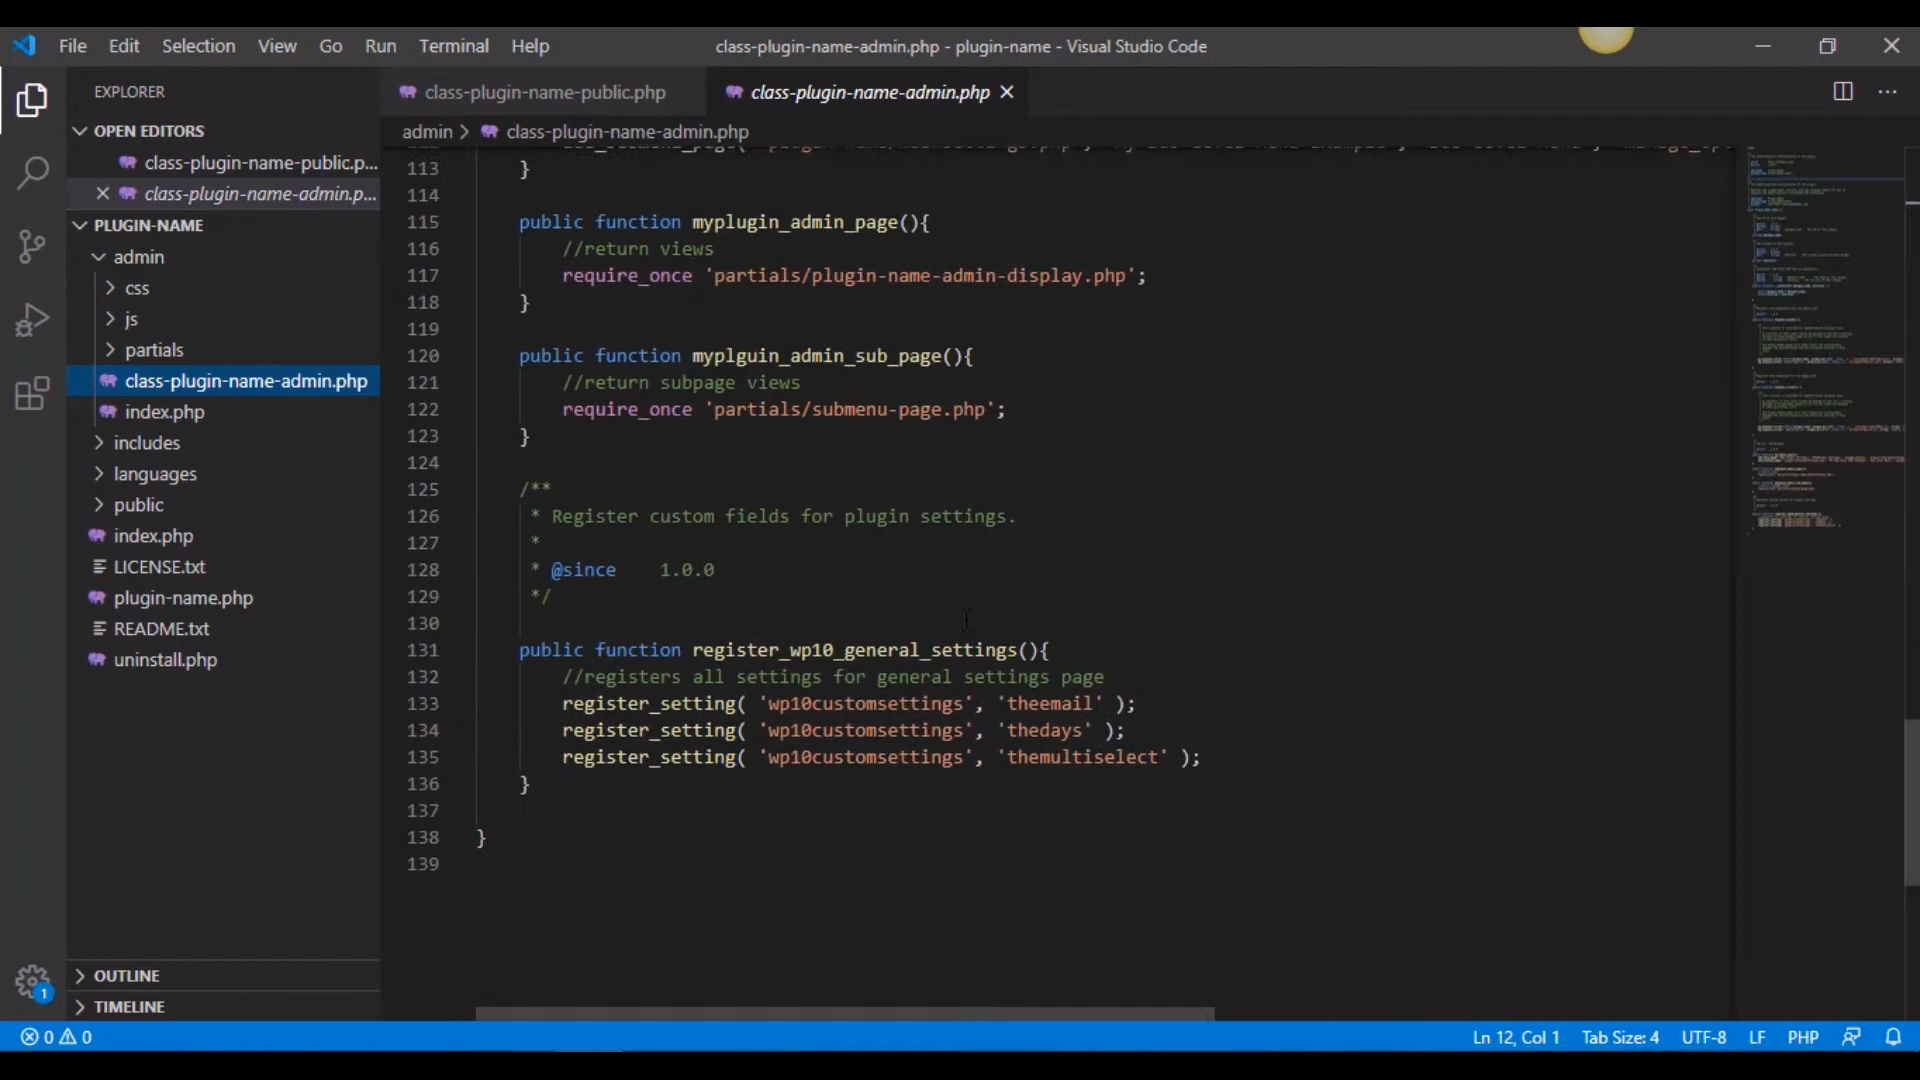 File Edit Selection View Go Run Terminal Help
class-plugin-name-admin.php - plugin-name - Visual Studio Code
EXPLORER
OPEN EDITORS
class-plugin-name-public.p...
class-plugin-name-admin.p...
PLUGIN-NAME
admin
css
js
partials
class-plugin-name-admin.php
index.php
includes
languages
public
index.php
LICENSE.txt
plugin-name.php
README.txt
uninstall.php
OUTLINE
TIMELINE
class-plugin-name-public.php
class-plugin-name-admin.php
admin > class-plugin-name-admin.php
113 }
114
115 public function myplugin_admin_page(){
116 //return views
117 require_once 'partials/plugin-name-admin-display.php';
118 }
119
120 public function myplguin_admin_sub_page(){
121 //return subpage views
122 require_once 'partials/submenu-page.php';
123 }
124
125 /**
126 * Register custom fields for plugin settings.
127 *
128 * @since 1.0.0
129 */
130
131 public function register_wp10_general_settings(){
132 //registers all settings for general settings page
133 register_setting( 'wp10customsettings', 'theemail' );
134 register_setting( 'wp10customsettings', 'thedays' );
135 register_setting( 'wp10customsettings', 'themultiselect' );
136 }
137
138 }
139
1
0 0
Ln 12, Col 1 Tab Size: 4 UTF-8 LF PHP